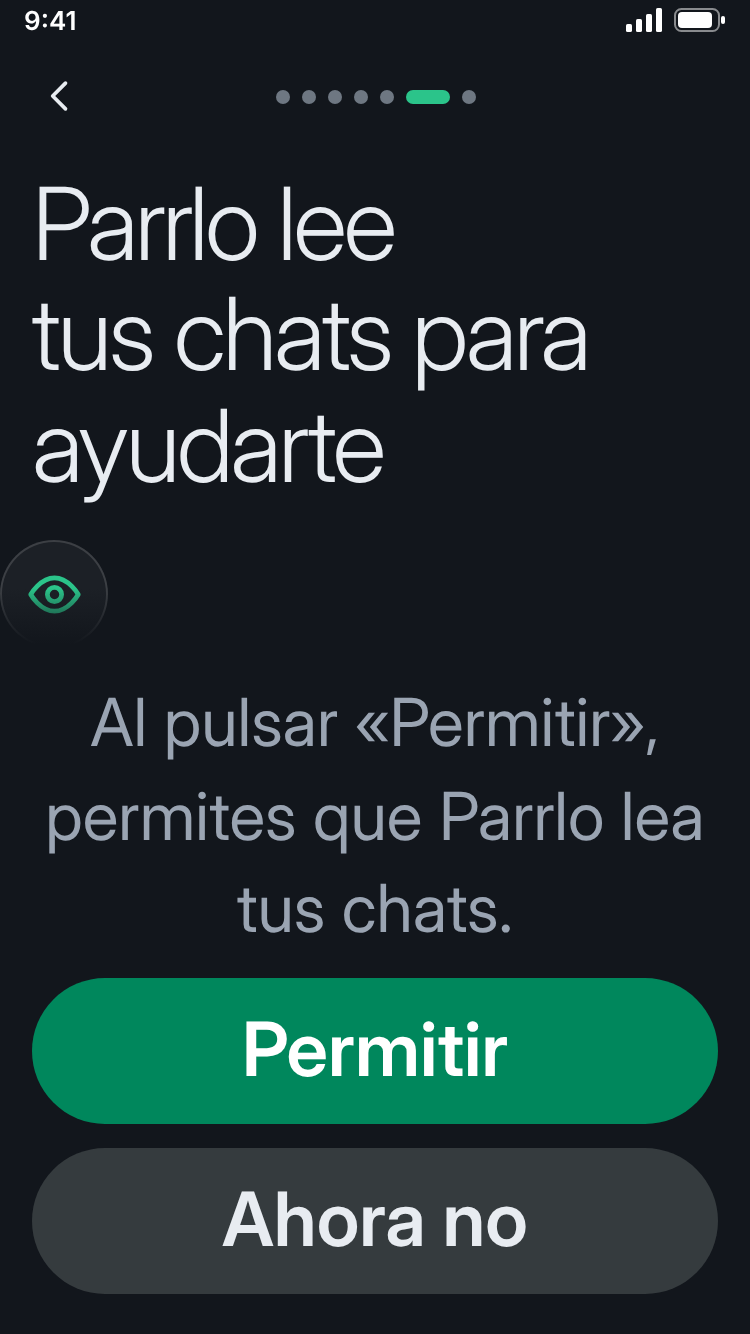 9:41
Parrlo lee
tus chats para
ayudarte
Al pulsar «Permitir»,
permites que Parrlo lea
tus chats.
Permitir
Ahora no